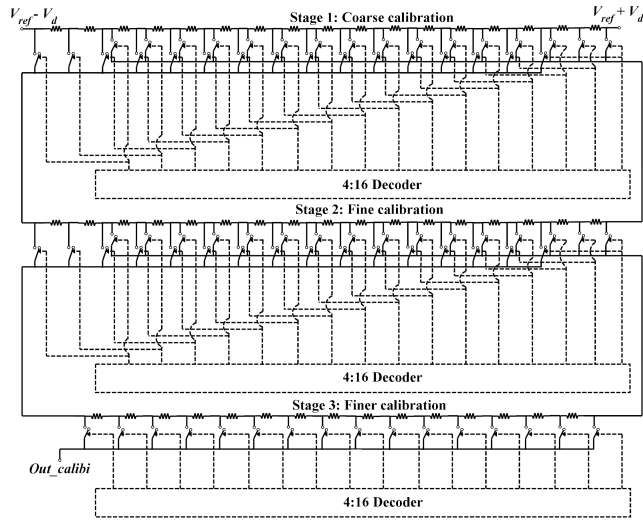 V_ref - V_d
Stage 1: Coarse calibration
V_ref + V_d
4:16 Decoder
Stage 2: Fine calibration
4:16 Decoder
Stage 3: Finer calibration
Out_calibi
4:16 Decoder